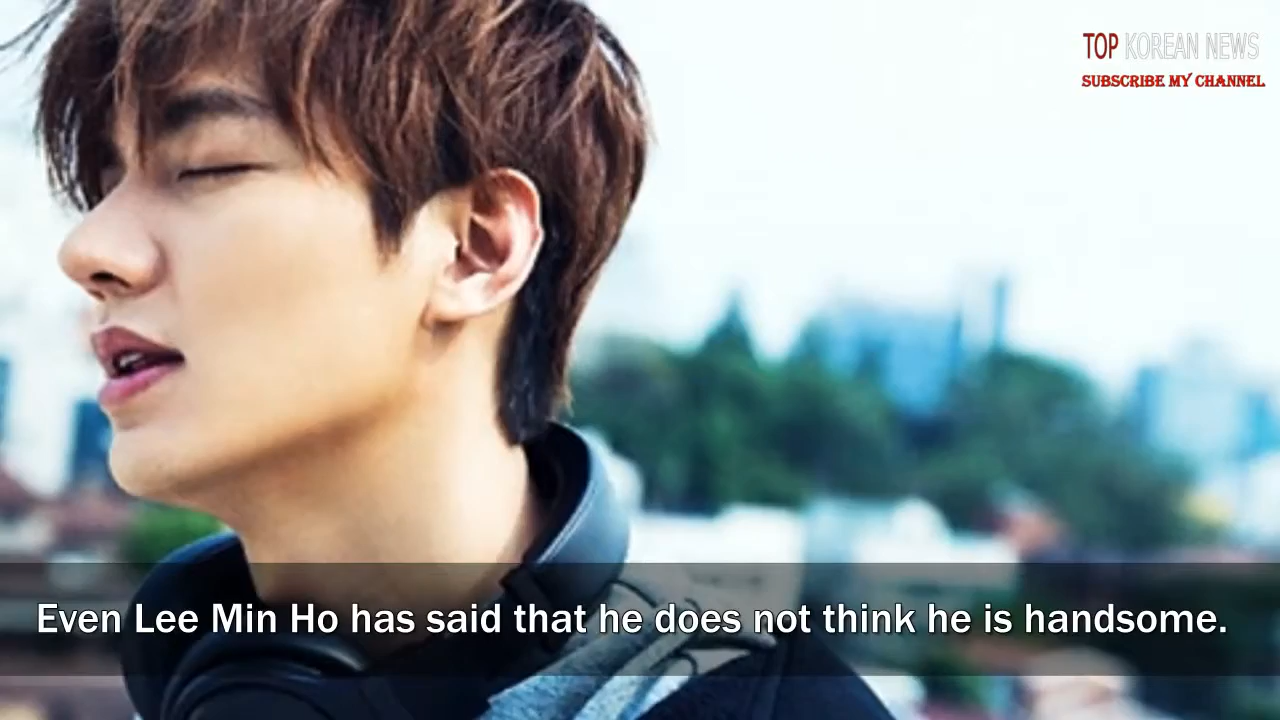 TOP KOREAN NEWS
SUBSCRIBE MY CHANNEL
Even Lee Min Ho has said that he does not think he is handsome.